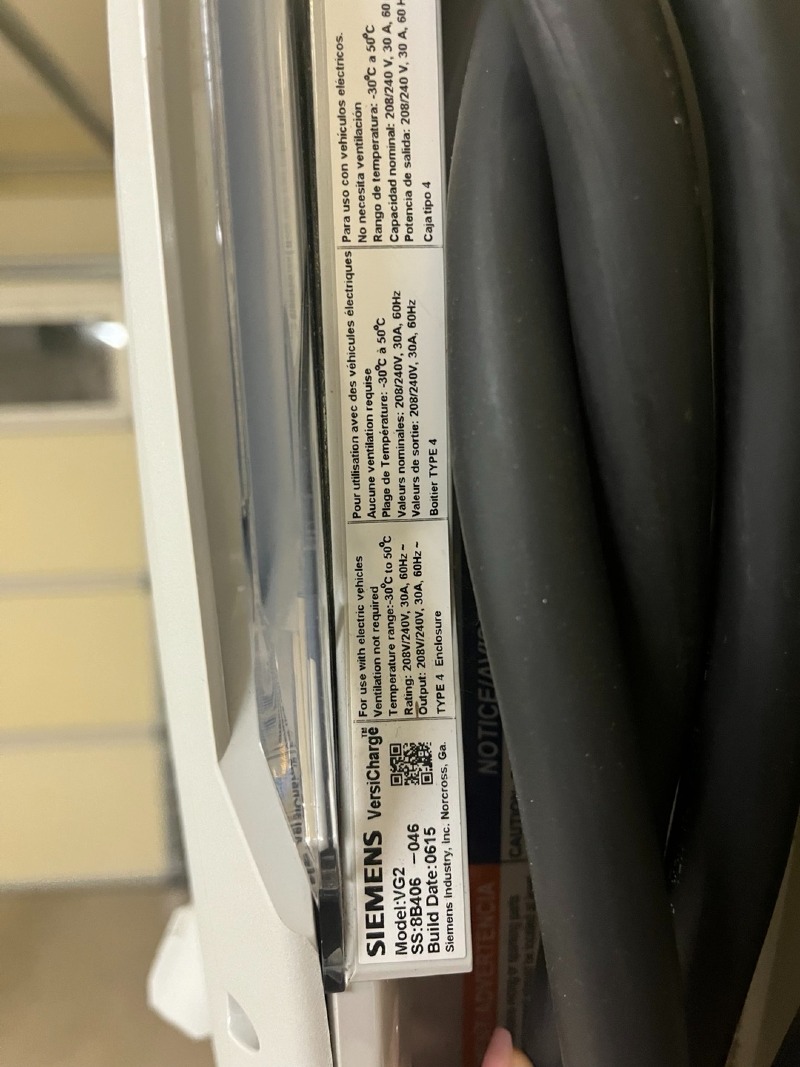 SIEMENS VersiCharge™
Model:VG2
SS:8B406 -046
Build Date:0615
Siemens Industry, Inc. Norcross, Ga.
For use with electric vehicles
Ventilation not required
Temperature range:-30°C to 50°C
Rating: 208V/240V, 30A, 60Hz ~
Output: 208V/240V, 30A, 60Hz ~
TYPE 4 Enclosure
Pour utilisation avec des véhicules électriques
Aucune ventilation requise
Plage de Température: -30°C à 50°C
Valeurs nominales: 208/240V, 30A, 60Hz
Valeurs de sortie: 208/240V, 30A, 60Hz
Boitier TYPE 4
Para uso con vehículos eléctricos.
No necesita ventilación
Rango de temperatura: -30°C a 50°C
Capacidad nominal: 208/240 V, 30 A, 60
Potencia de salida: 208/240 V, 30 A, 60 H
Caja tipo 4
NOTICE/AVIS
CAUTION
ADVERTENCIA